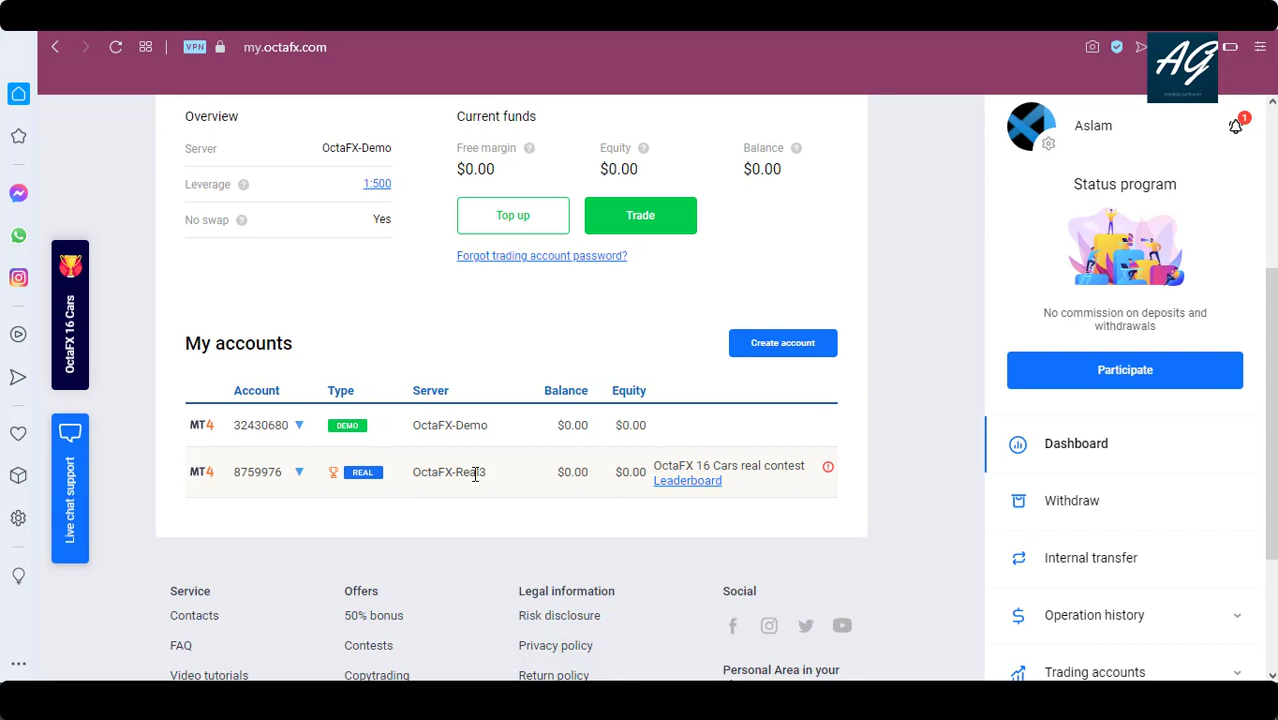 VPN my.octafx.com
AG
Overview
Current funds
Server OctaFX-Demo
Free margin ? Equity ? Balance ?
$0.00 $0.00 $0.00
Leverage ? 1:500
No swap ? Yes
Top up Trade
Forgot trading account password?
OctaFX 16 Cars
Live chat support
My accounts
Create account
Account Type Server Balance Equity
MT4 32430680 DEMO OctaFX-Demo $0.00 $0.00
MT4 8759976 REAL OctaFX-Real3 $0.00 $0.00 OctaFX 16 Cars real contest
Leaderboard
Service Offers Legal information Social
Contacts 50% bonus Risk disclosure
FAQ Contests Privacy policy
Video tutorials Copytrading Return policy
Personal Area in your
Aslam 1
Status program
No commission on deposits and
withdrawals
Participate
Dashboard
Withdraw
Internal transfer
Operation history
Trading accounts